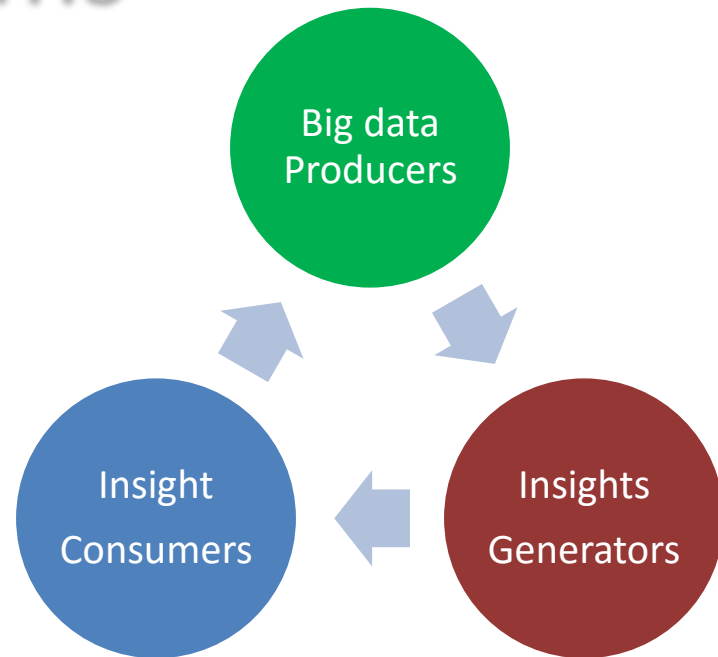 Big data
Producers
Insight
Consumers
Insights
Generators